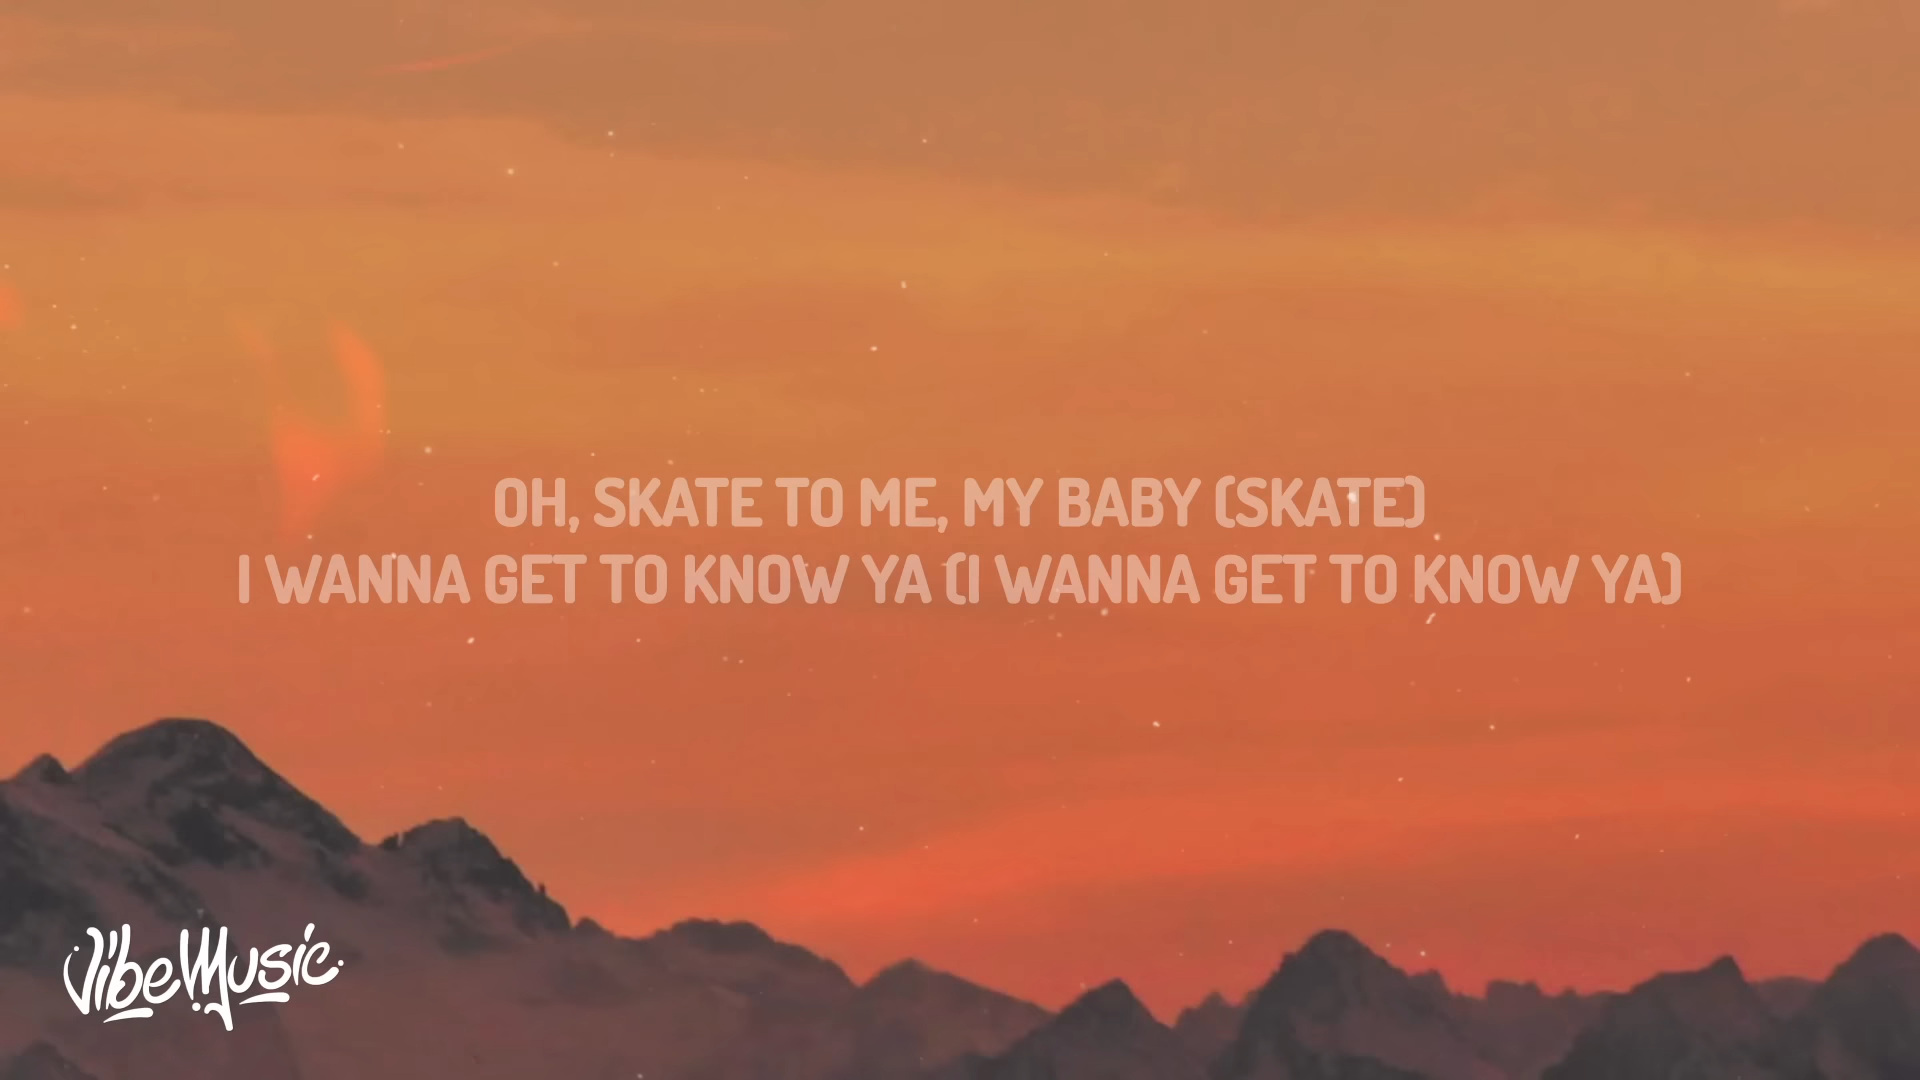 OH, SKATE TO ME, MY BABY (SKATE)
I WANNA GET TO KNOW YA (I WANNA GET TO KNOW YA)
VibeMusic